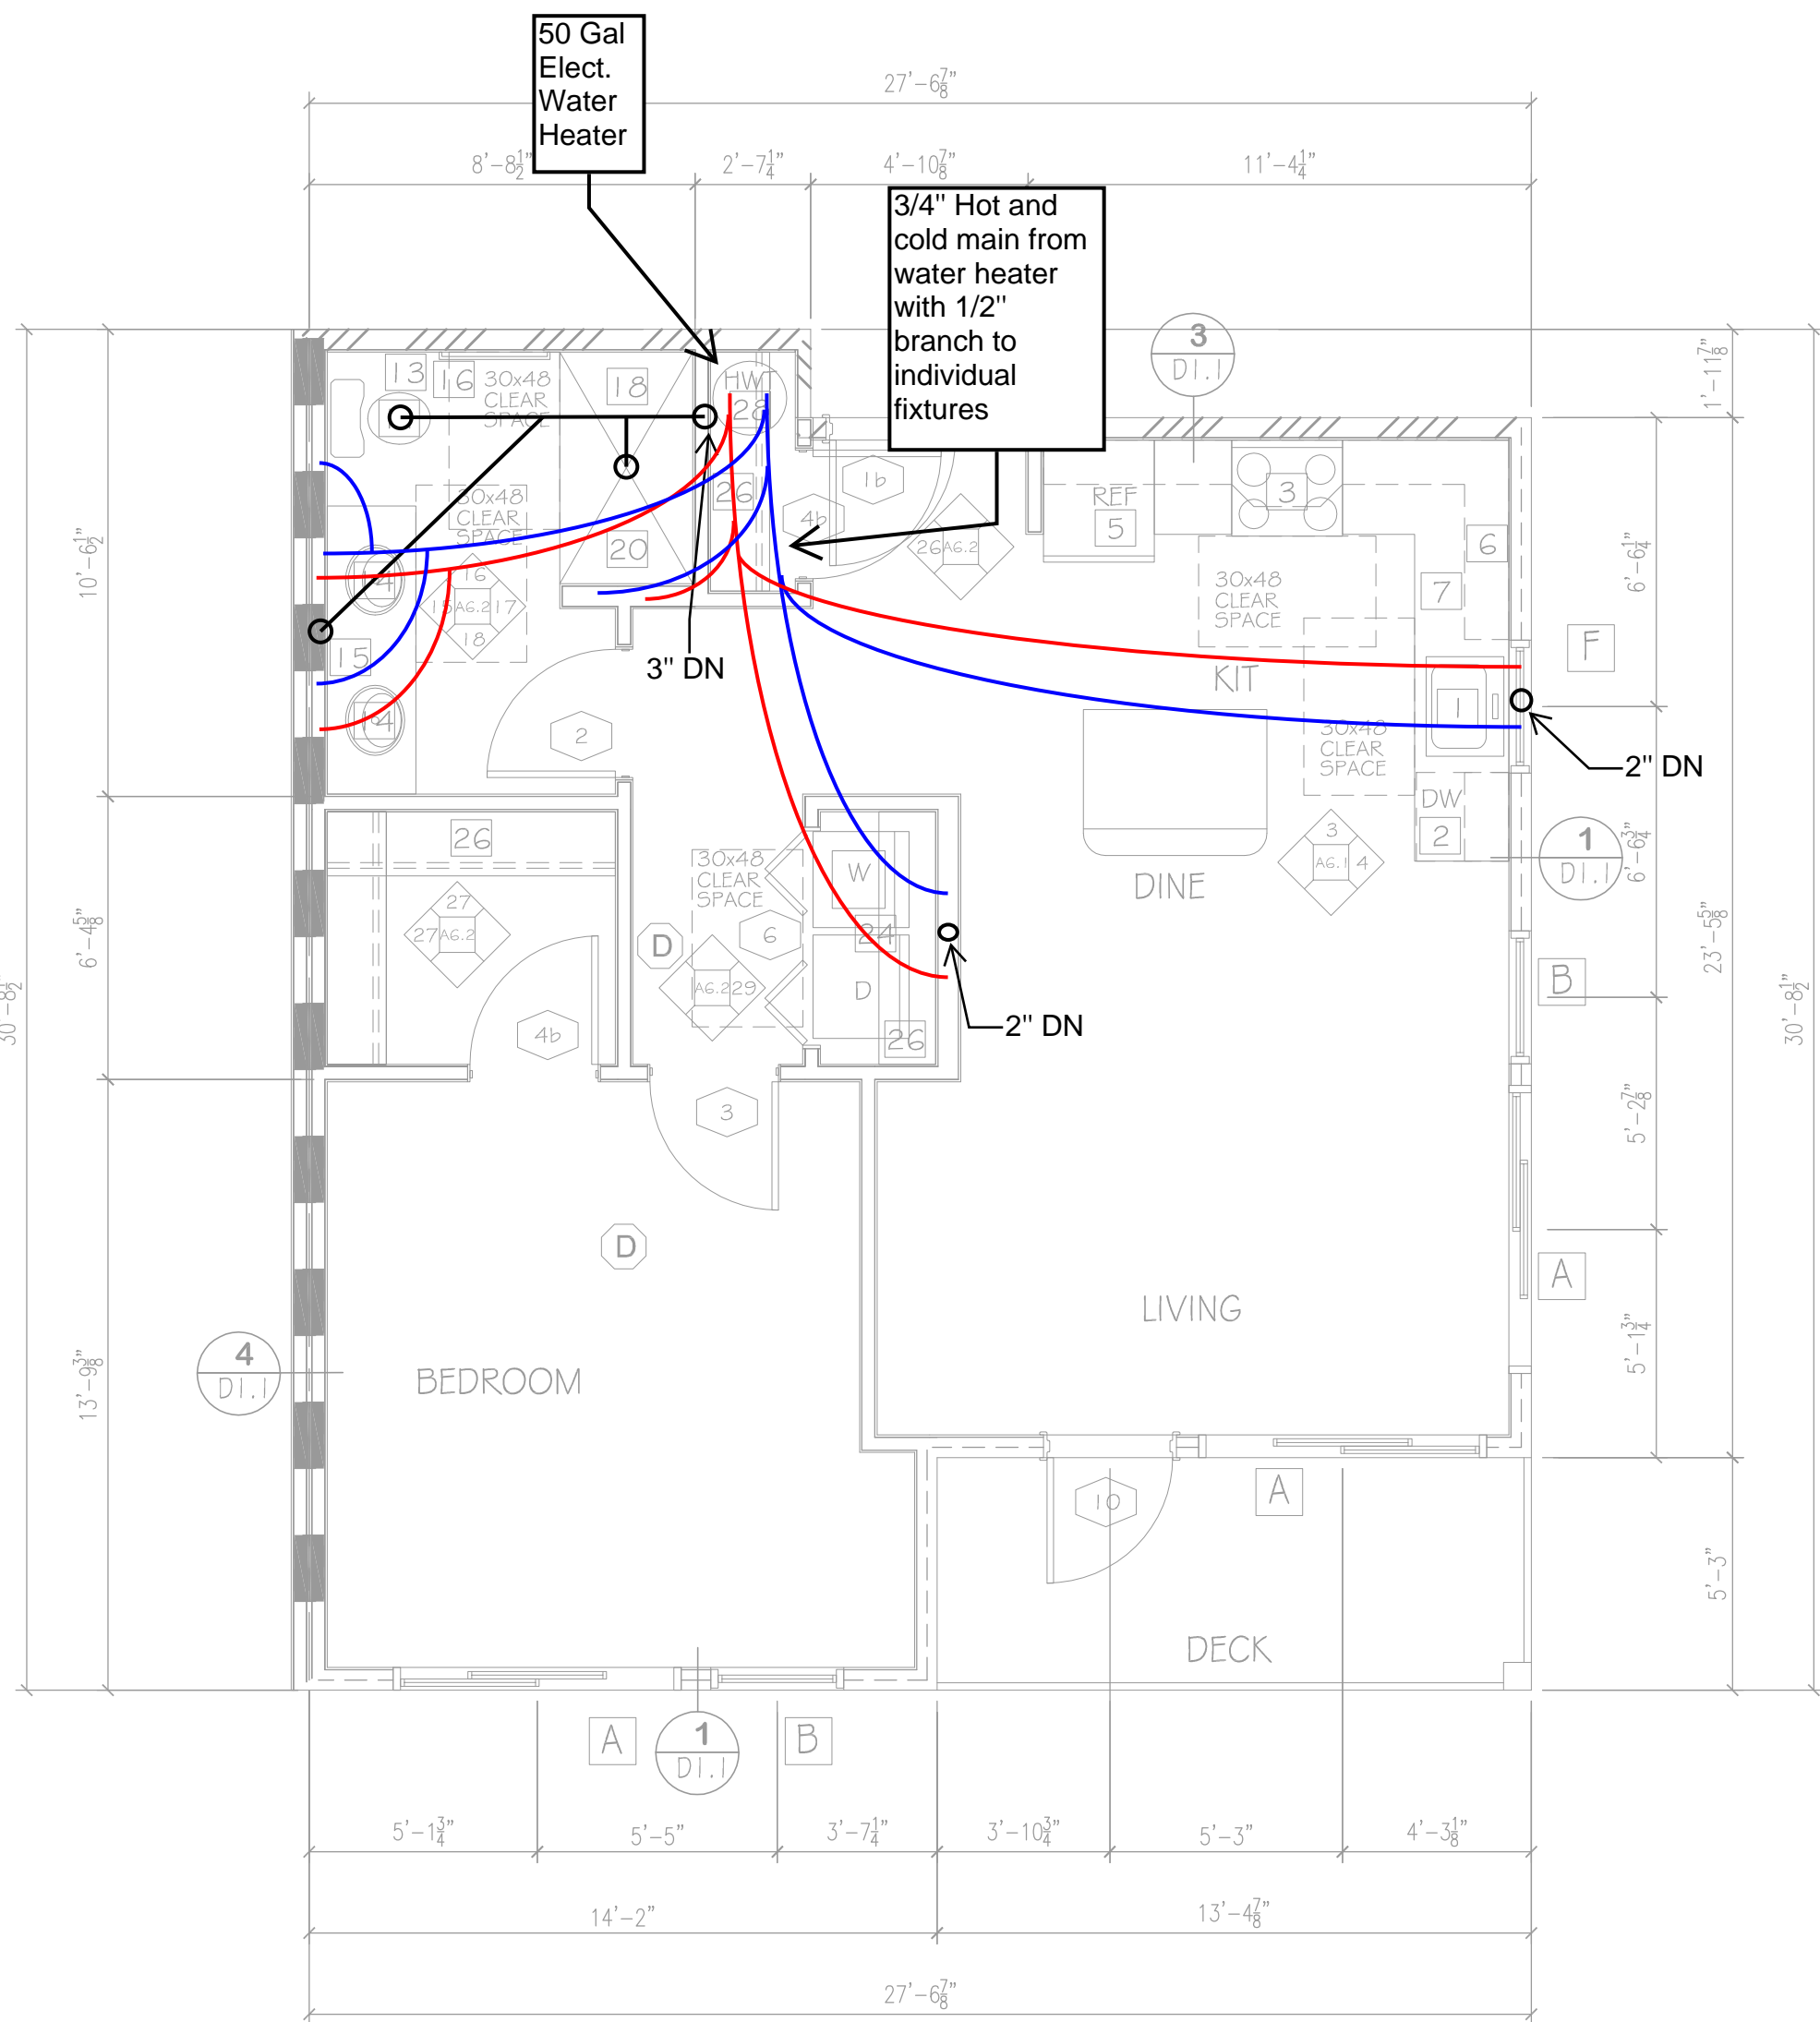 50 Gal
Elect.
Water
Heater
27'-6 7/8"
8'-8 1/2"
2'-7 1/4"
4'-10 7/8"
11'-4 1/4"
3/4" Hot and
cold main from
water heater
with 1/2"
branch to
individual
fixtures
3
D1.1
1'-11 7/8"
13
16
30x48
CLEAR
SPACE
18
HWT
28
1b
REF
5
3
6
30x48
CLEAR
SPACE
26
4b
26 A6.2
20
10'-6 1/2"
6'-6 1/4"
14
16
15 A6.2 17
18
30x48
CLEAR
SPACE
7
F
15
3" DN
KIT
1
14
2
30x48
CLEAR
SPACE
2" DN
DW
2
26
30x48
CLEAR
SPACE
W
DINE
3
A6.1 4
1
D1.1
6'-6 3/4"
27
27 A6.2
24
D
6
6'-4 5/8"
23'-5 5/8"
A6.2 29
D
B
30'-8 1/2"
30'-8 1/2"
4b
26
2" DN
3
5'-2 7/8"
D
A
LIVING
4
D1.1
BEDROOM
13'-9 3/8"
5'-1 3/4"
10
A
5'-3"
DECK
A
1
D1.1
B
5'-1 3/4"
5'-5"
3'-7 1/4"
3'-10 3/4"
5'-3"
4'-3 1/8"
14'-2"
13'-4 7/8"
27'-6 7/8"